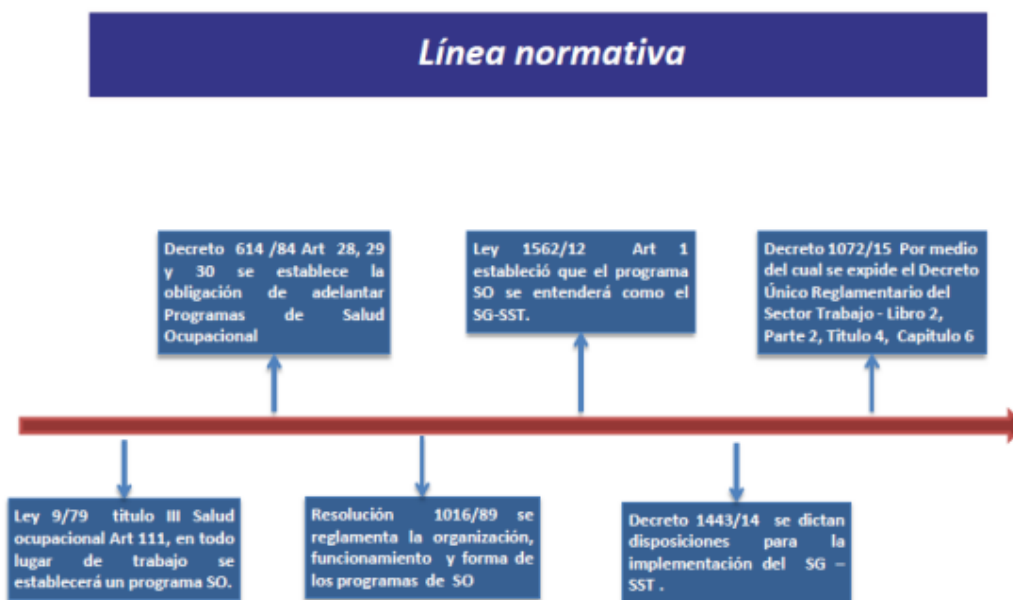 Línea normativa
Decreto 614 /84 Art 28, 29
y 30 se establece la
obligación de adelantar
Programas de Salud
Ocupacional
Ley 1562/12 Art 1
estableció que el programa
SO se entenderá como el
SG-SST.
Decreto 1072/15 Por medio
del cual se expide el Decreto
Único Reglamentario del
Sector Trabajo - Libro 2,
Parte 2, Titulo 4, Capitulo 6
Ley 9/79 titulo III Salud
ocupacional Art 111, en todo
lugar de trabajo se
establecerá un programa SO.
Resolución 1016/89 se
reglamenta la organización,
funcionamiento y forma de
los programas de SO
Decreto 1443/14 se dictan
disposiciones para la
implementación del SG –
SST .